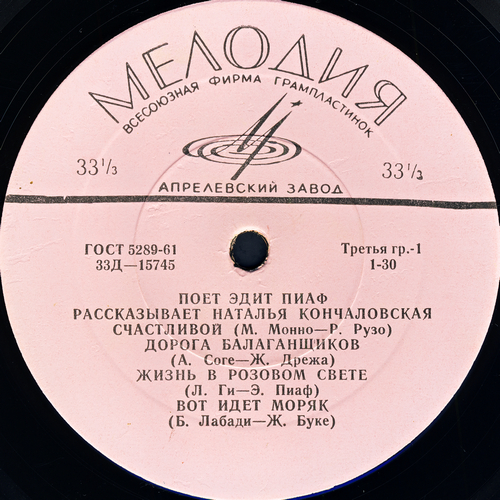 МЕЛОДИЯ
ВСЕСОЮЗНАЯ ФИРМА ГРАМПЛАСТИНОК
33⅓ 33⅓
АПРЕЛЕВСКИЙ ЗАВОД
ГОСТ 5289-61 Третья гр.-1
33Д—15745 1-30
ПОЕТ ЭДИТ ПИАФ
РАССКАЗЫВАЕТ НАТАЛЬЯ КОНЧАЛОВСКАЯ
СЧАСТЛИВОЙ (М. Монно—Р. Рузо)
ДОРОГА БАЛАГАНЩИКОВ
(А. Соге—Ж. Дрежа)
ЖИЗНЬ В РОЗОВОМ СВЕТЕ
(Л. Ги—Э. Пиаф)
ВОТ ИДЕТ МОРЯК
(Б. Лабади—Ж. Буке)